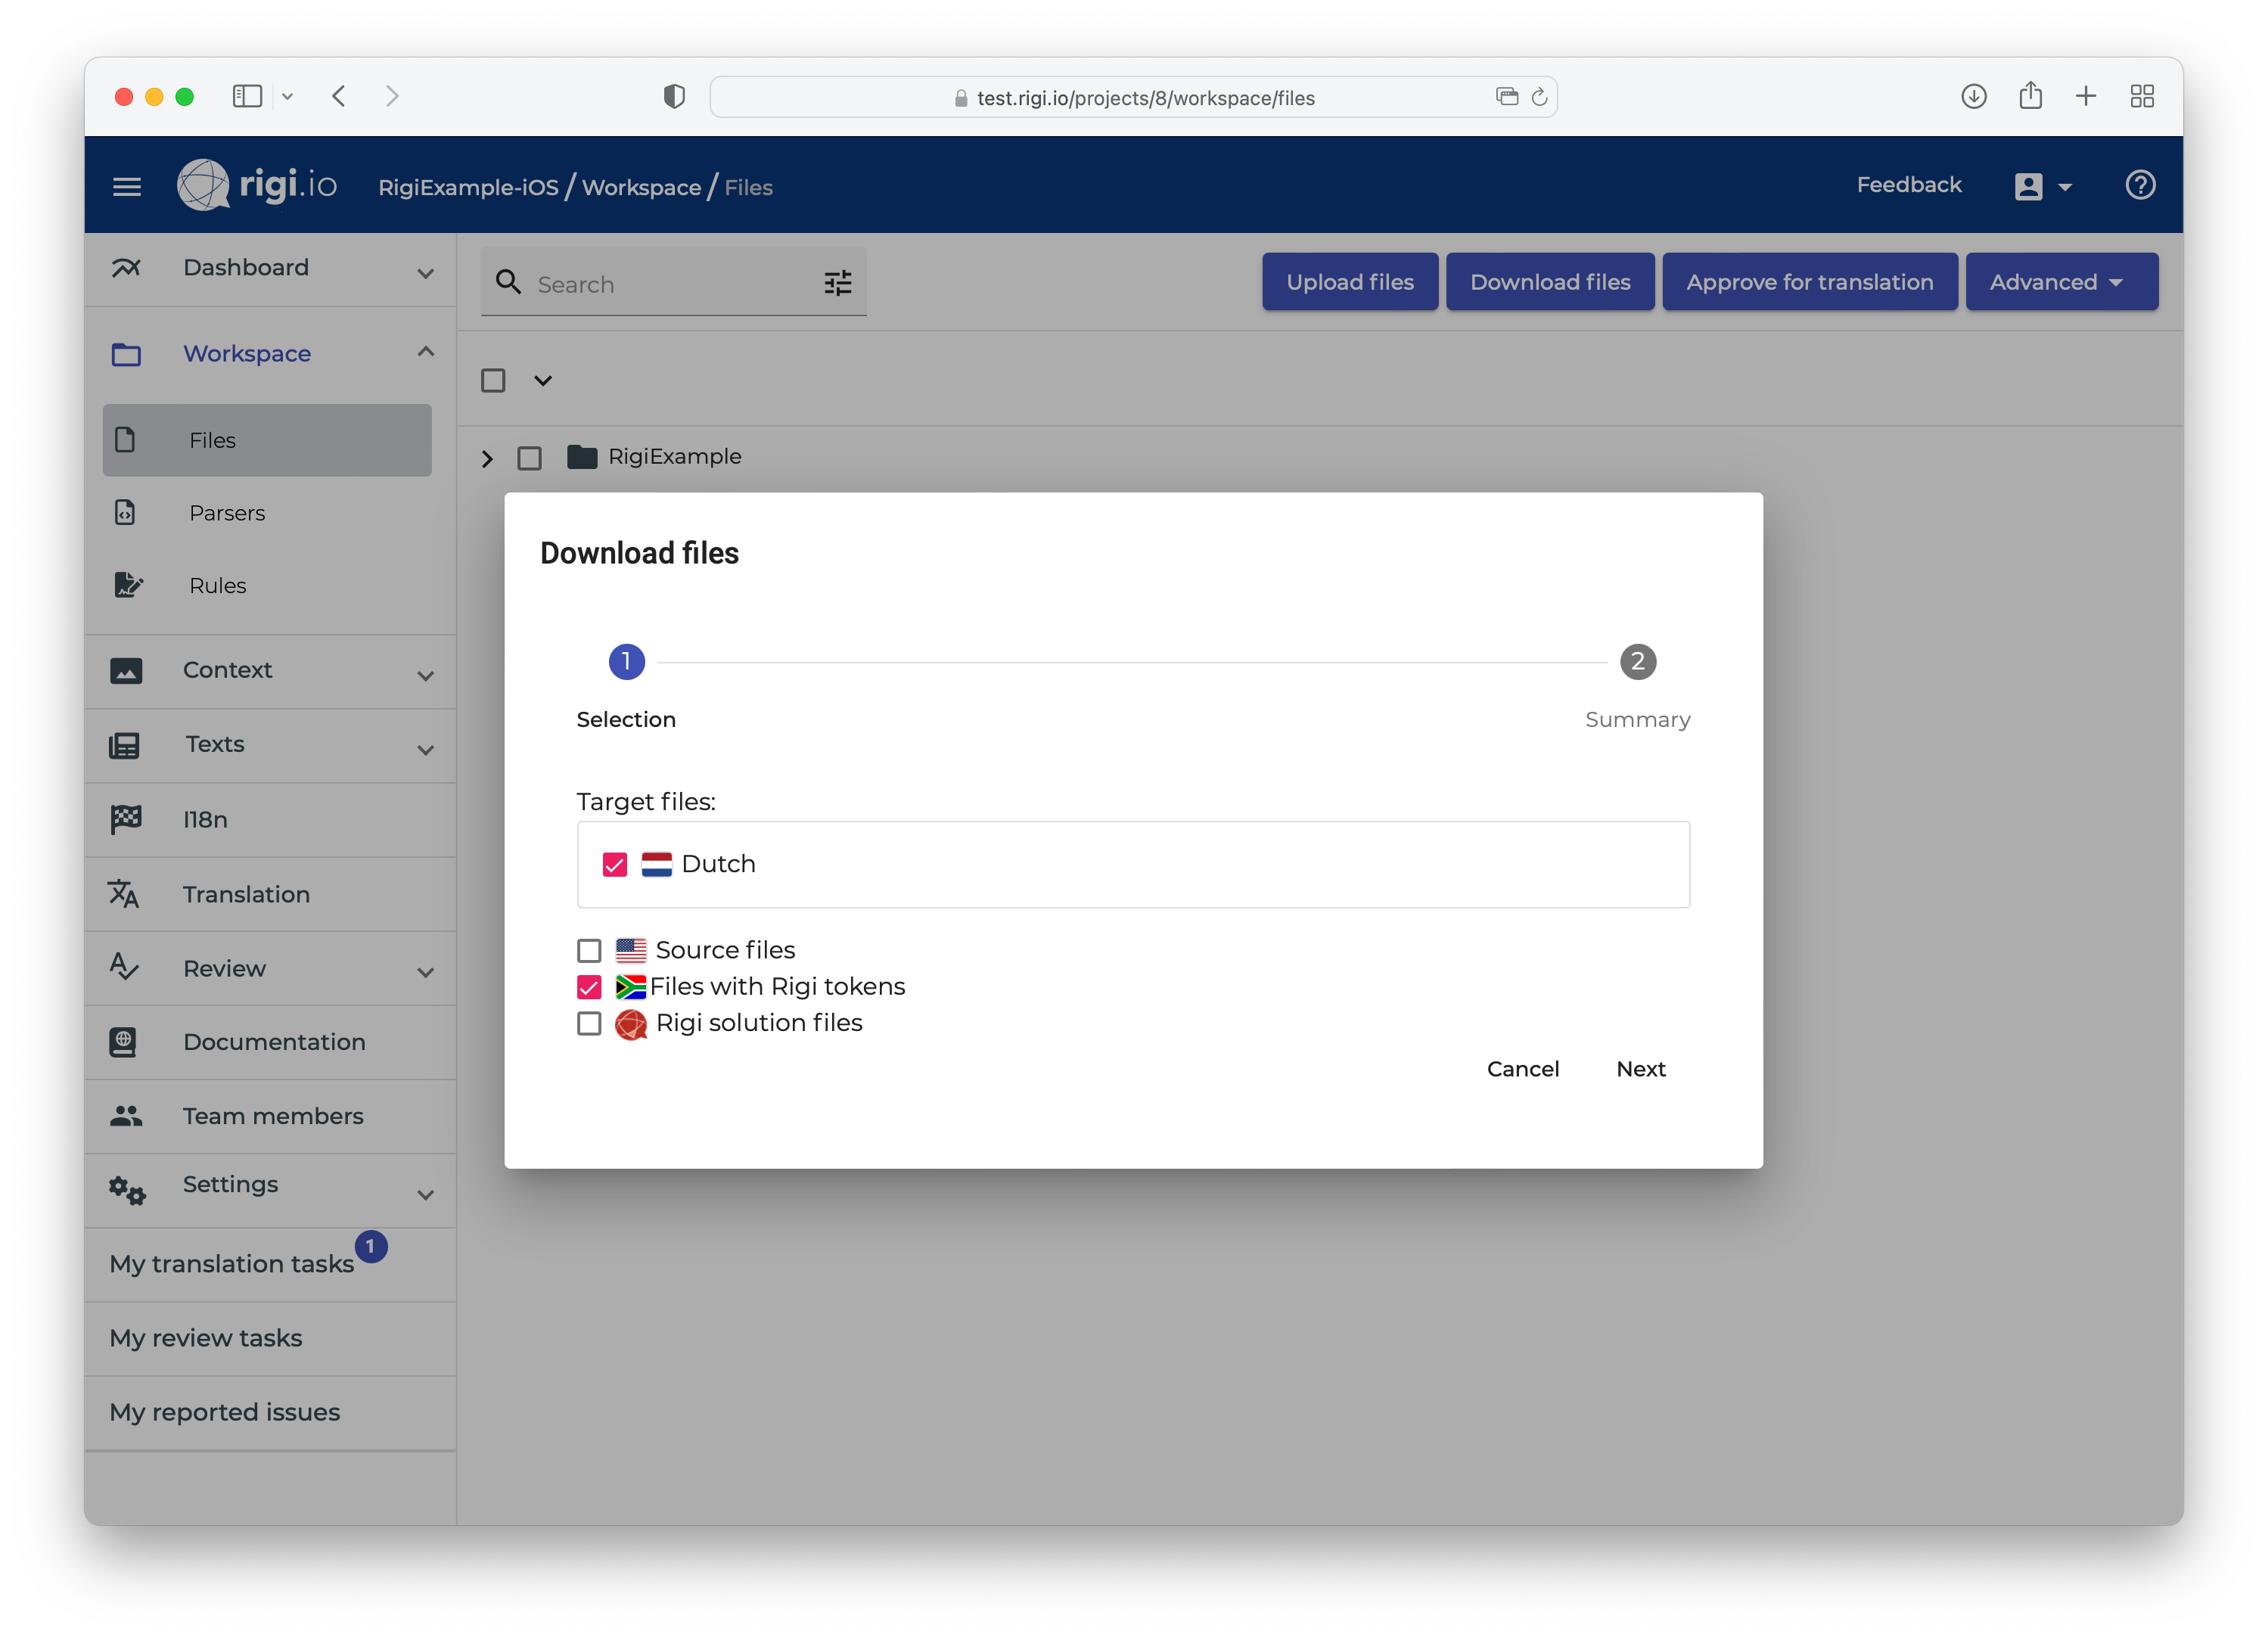 test.rigi.io/projects/8/workspace/files
rigi.io
RigiExample-iOS / Workspace / Files
Feedback
Dashboard
Workspace
Files
Parsers
Rules
Context
Texts
I18n
Translation
Review
Documentation
Team members
Settings
My translation tasks 1
My review tasks
My reported issues
Search
Upload files
Download files
Approve for translation
Advanced
RigiExample
Download files
1
2
Selection
Summary
Target files:
Dutch
Source files
Files with Rigi tokens
Rigi solution files
Cancel
Next